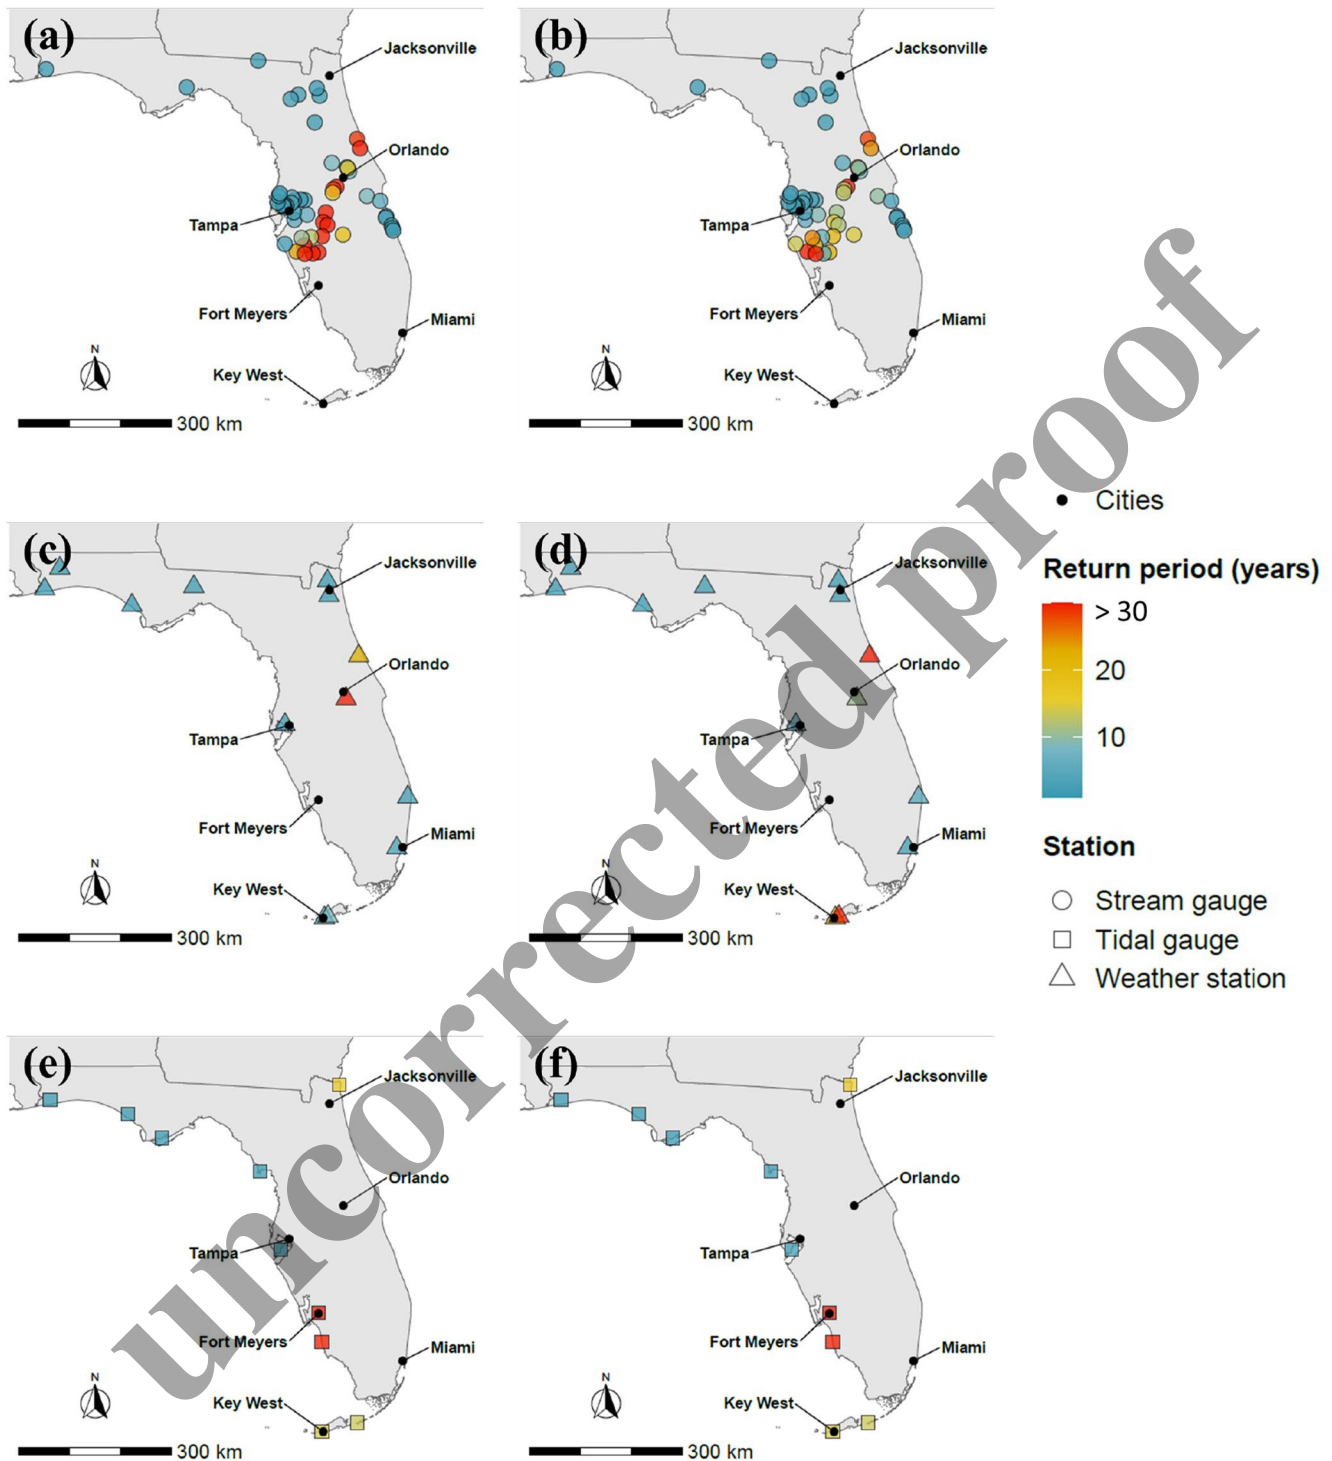 (a)
Jacksonville
Orlando
Tampa
Fort Meyers
Miami
Key West
N
300 km
(b)
Jacksonville
Orlando
Tampa
Fort Meyers
Miami
Key West
N
300 km
(c)
Jacksonville
Orlando
Tampa
Fort Meyers
Miami
Key West
N
300 km
(d)
Jacksonville
Orlando
Tampa
Fort Meyers
Miami
Key West
N
300 km
(e)
Jacksonville
Orlando
Tampa
Fort Meyers
Miami
Key West
N
300 km
(f)
Jacksonville
Orlando
Tampa
Fort Meyers
Miami
Key West
N
300 km
Cities
Return period (years)
> 30
20
10
Station
Stream gauge
Tidal gauge
Weather station
uncorrected proof